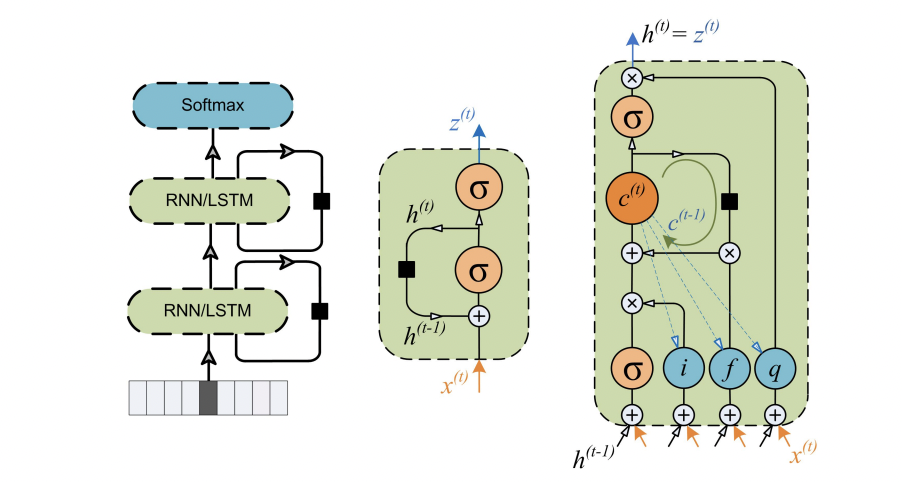 Softmax
RNN/LSTM
RNN/LSTM
z^(t)
σ
h^(t)
σ
h^(t-1)
+
x^(t)
h^(t) = z^(t)
×
σ
c^(t)
c^(t-1)
+ ×
×
σ i f q
+ + + +
h^(t-1) x^(t)